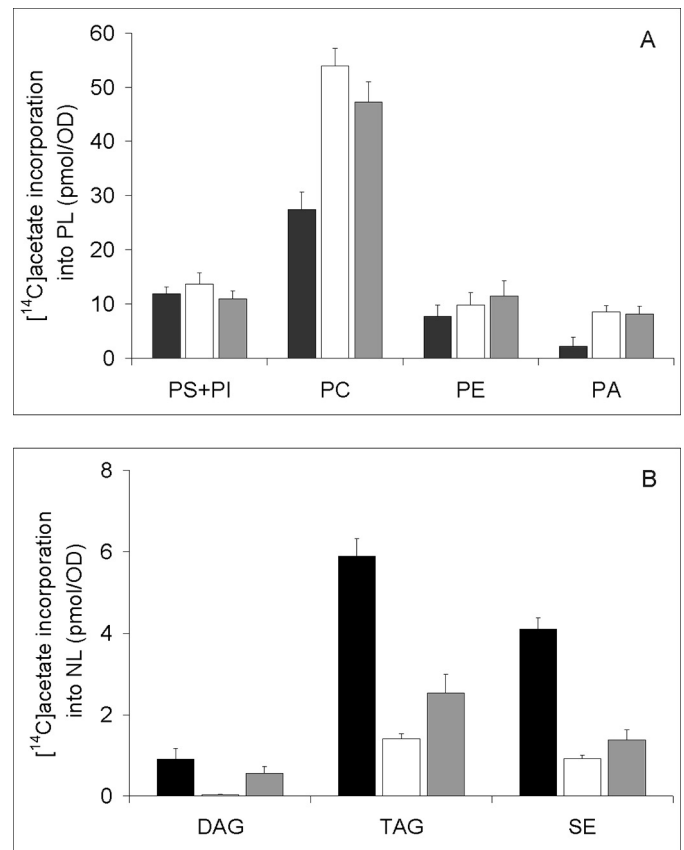 A
[¹⁴C]acetate incorporation
into PL (pmol/OD)
60
50
40
30
20
10
0
PS+PI PC PE PA
B
[¹⁴C]acetate incorporation
into NL (pmol/OD)
8
6
4
2
0
DAG TAG SE